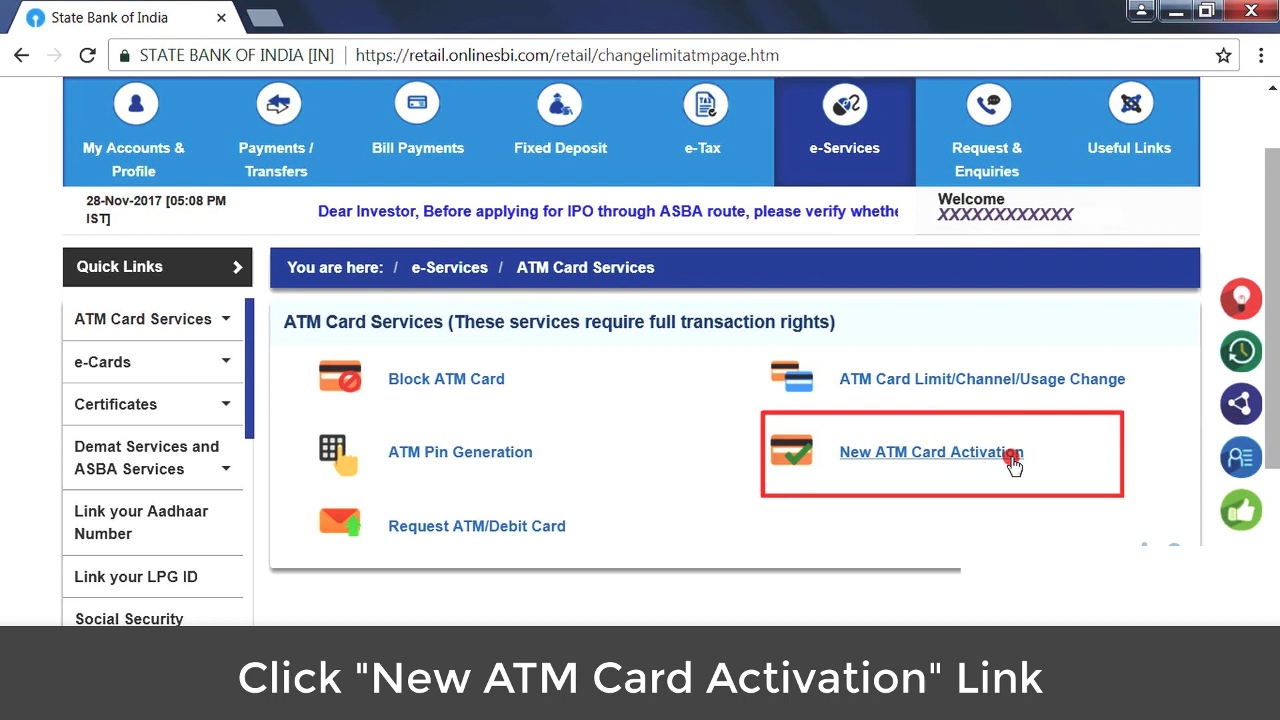 State Bank of India
STATE BANK OF INDIA [IN]
https://retail.onlinesbi.com/retail/changelimitatmpage.htm
My Accounts &
Profile
Payments /
Transfers
Bill Payments
Fixed Deposit
e-Tax
e-Services
Request &
Enquiries
Useful Links
28-Nov-2017 [05:08 PM
IST]
Dear Investor, Before applying for IPO through ASBA route, please verify whethe
Welcome
XXXXXXXXXXXX
Quick Links
You are here: / e-Services / ATM Card Services
ATM Card Services
e-Cards
Certificates
Demat Services and
ASBA Services
Link your Aadhaar
Number
Link your LPG ID
Social Security
ATM Card Services (These services require full transaction rights)
Block ATM Card
ATM Card Limit/Channel/Usage Change
ATM Pin Generation
New ATM Card Activation
Request ATM/Debit Card
Click "New ATM Card Activation" Link